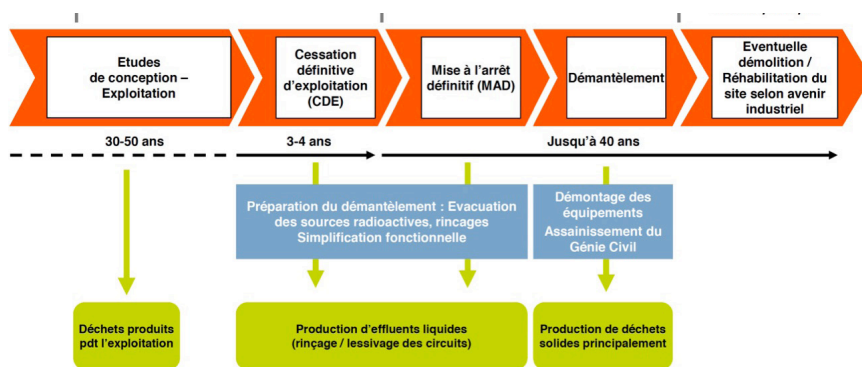 Etudes
de conception –
Exploitation
Cessation
définitive
d'exploitation
(CDE)
Mise à l'arrêt
définitif (MAD)
Démantèlement
Eventuelle
démolition /
Réhabilitation du
site selon avenir
industriel
30-50 ans
3-4 ans
Jusqu'à 40 ans
Préparation du démantèlement : Evacuation
des sources radioactives, rincages
Simplification fonctionnelle
Démontage des
équipements
Assainissement du
Génie Civil
Déchets produits
pdt l'exploitation
Production d'effluents liquides
(rinçage / lessivage des circuits)
Production de déchets
solides principalement